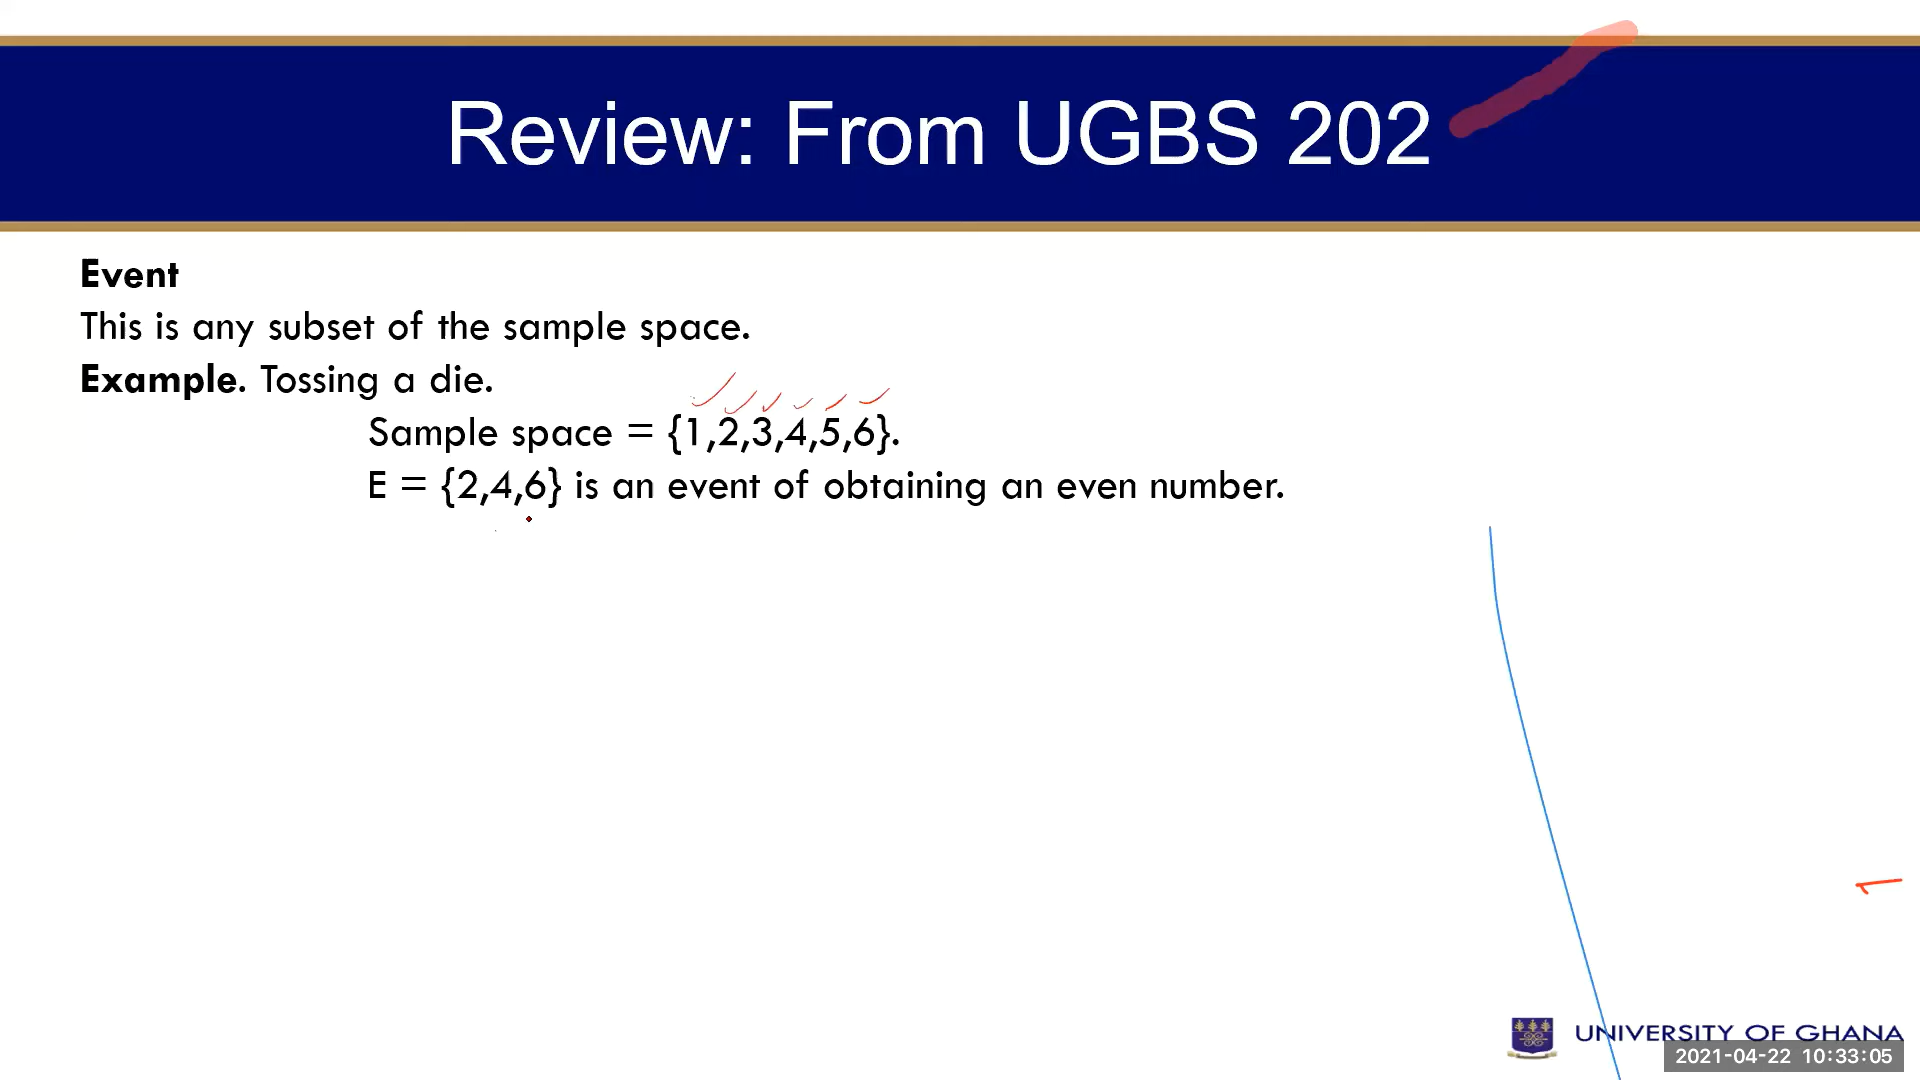 Review: From UGBS 202
Event
This is any subset of the sample space.
Example. Tossing a die.
Sample space = {1,2,3,4,5,6}.
E = {2,4,6} is an event of obtaining an even number.
UNIVERSITY OF GHANA
2021-04-22 10:33:05